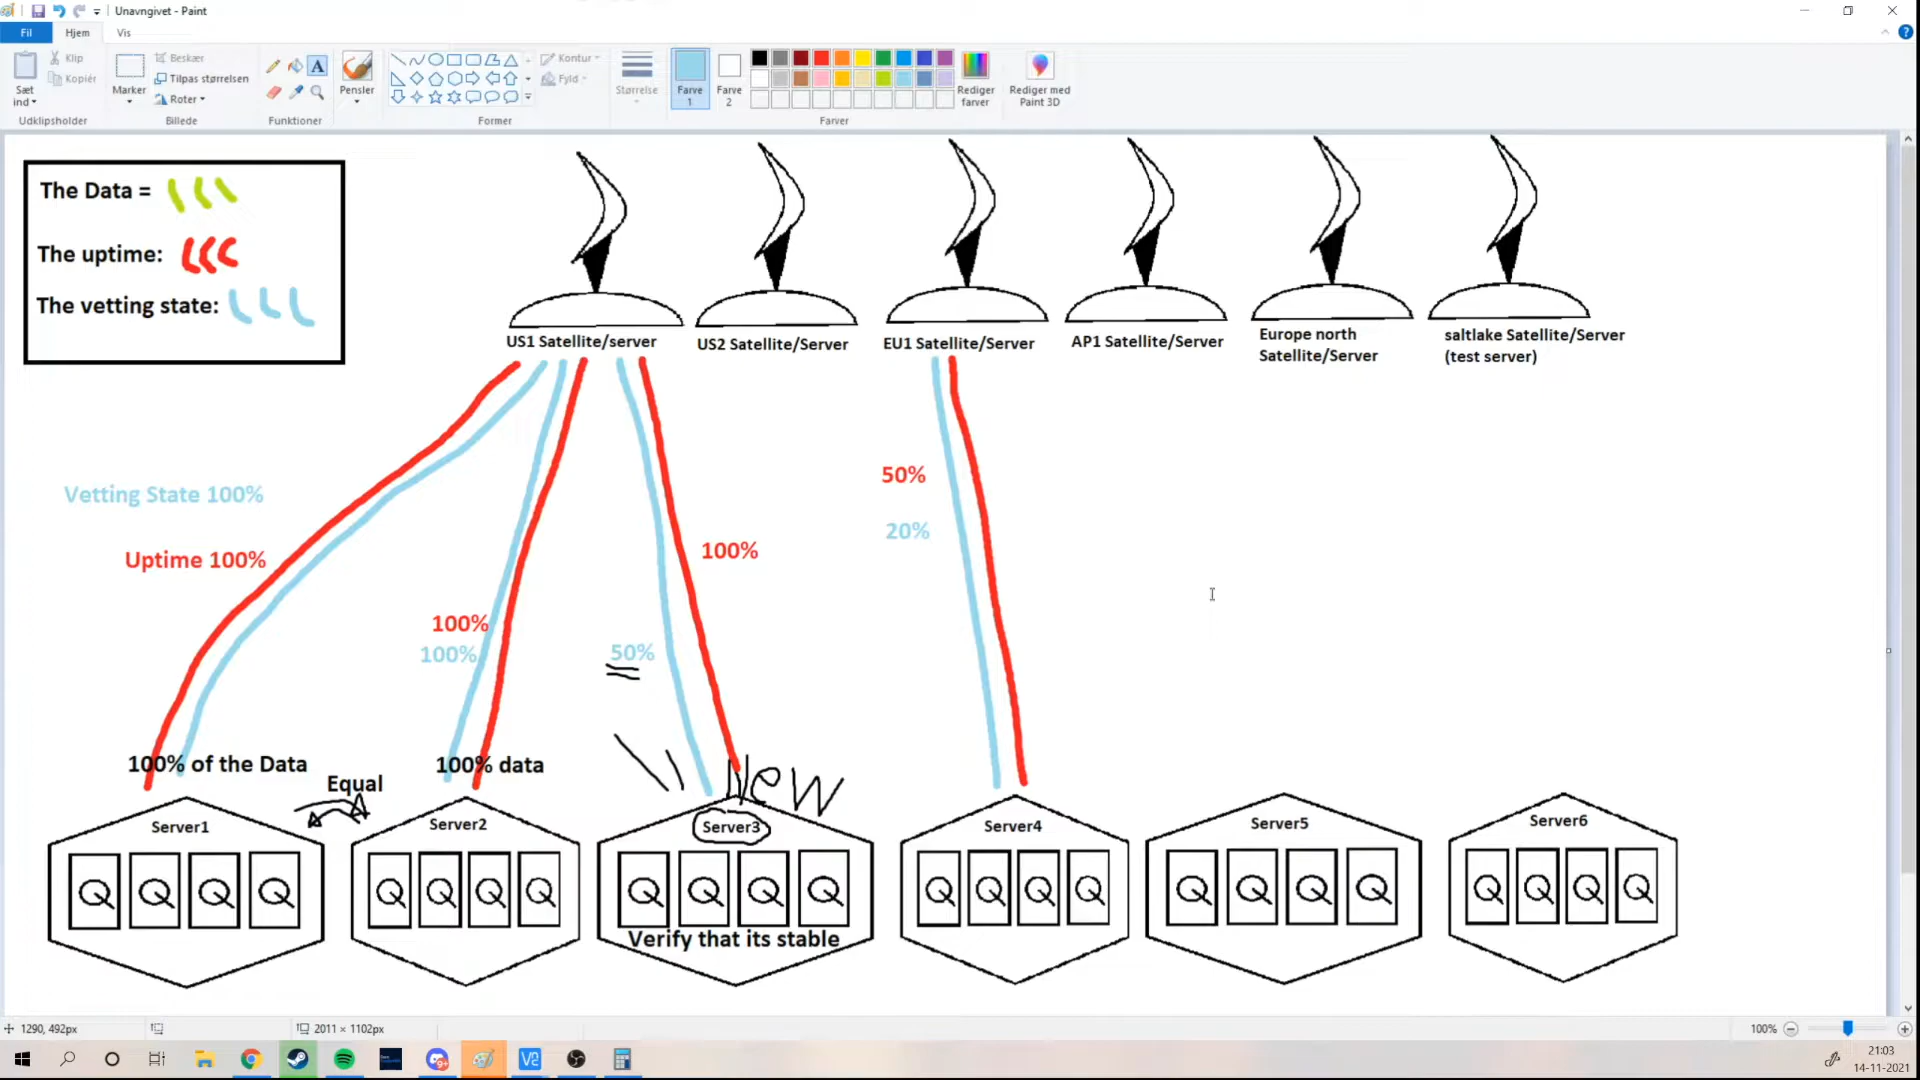 Unavngivet - Paint
Fil
Hjem
Vis
Sæt
ind
Klip
Kopiér
Udklipsholder
Marker
Beskær
Tilpas størrelsen
Roter
Billede
A
Funktioner
Pensler
Kontur
Fyld
Former
Størrelse
Farve
1
Farve
2
Rediger
farver
Farver
Rediger med
Paint 3D
The Data =
The uptime:
The vetting state:
US1 Satellite/server
US2 Satellite/Server
EU1 Satellite/Server
AP1 Satellite/Server
Europe north
Satellite/Server
saltlake Satellite/Server
(test server)
Vetting State 100%
Uptime 100%
100%
100%
100%
50%
50%
20%
100% of the Data
Equal
100% data
New
Server1
Server2
Server3
Server4
Server5
Server6
Q Q Q Q
Q Q Q Q
Q Q Q Q
Q Q Q Q
Q Q Q Q
Q Q Q Q
Verify that its stable
1290, 492px
2011 × 1102px
100%
21:03
14-11-2021